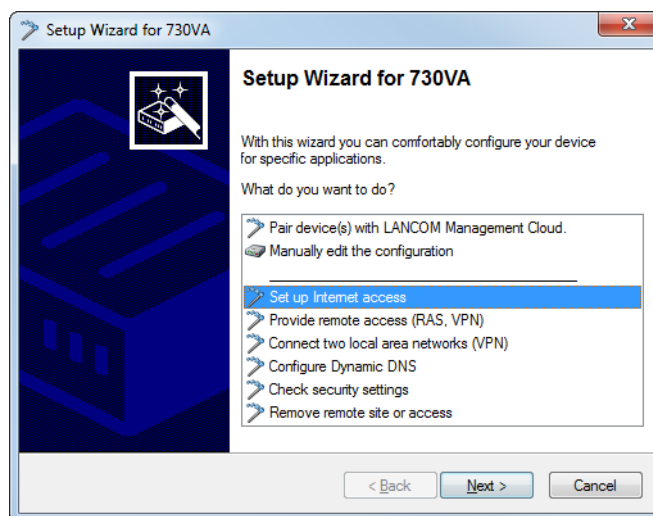 Setup Wizard for 730VA
Setup Wizard for 730VA
With this wizard you can comfortably configure your device
for specific applications.
What do you want to do?
Pair device(s) with LANCOM Management Cloud.
Manually edit the configuration
Set up Internet access
Provide remote access (RAS, VPN)
Connect two local area networks (VPN)
Configure Dynamic DNS
Check security settings
Remove remote site or access
< Back
Next >
Cancel